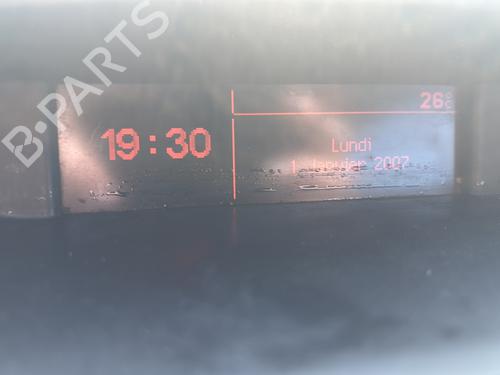 B-PARTS
19:30
26°C
Lundi
1 Janvier 2007